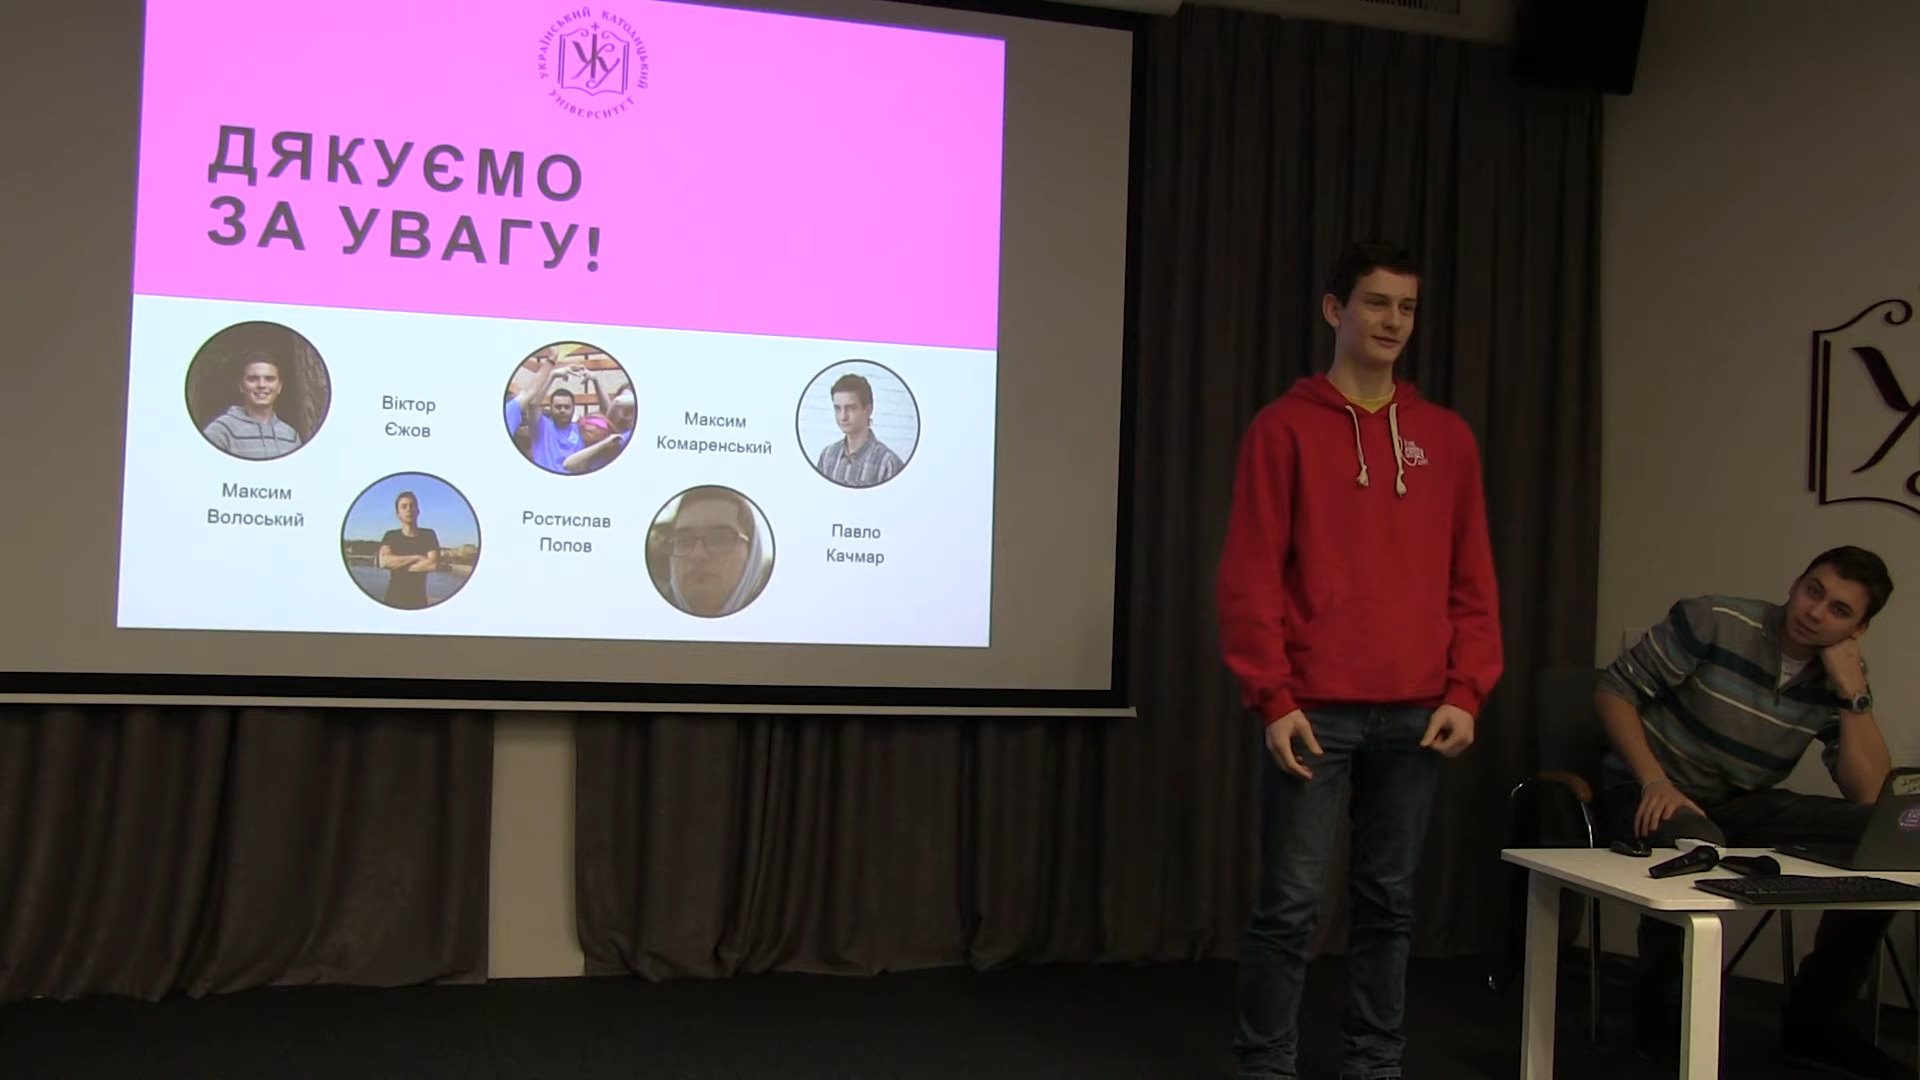 УКРАЇНСЬКИЙ КАТОЛИЦЬКИЙ
УНІВЕРСИТЕТ
ДЯКУЄМО
ЗА УВАГУ!
Віктор
Єжов
Максим
Комаренський
Максим
Волоський
Ростислав
Попов
Павло
Качмар